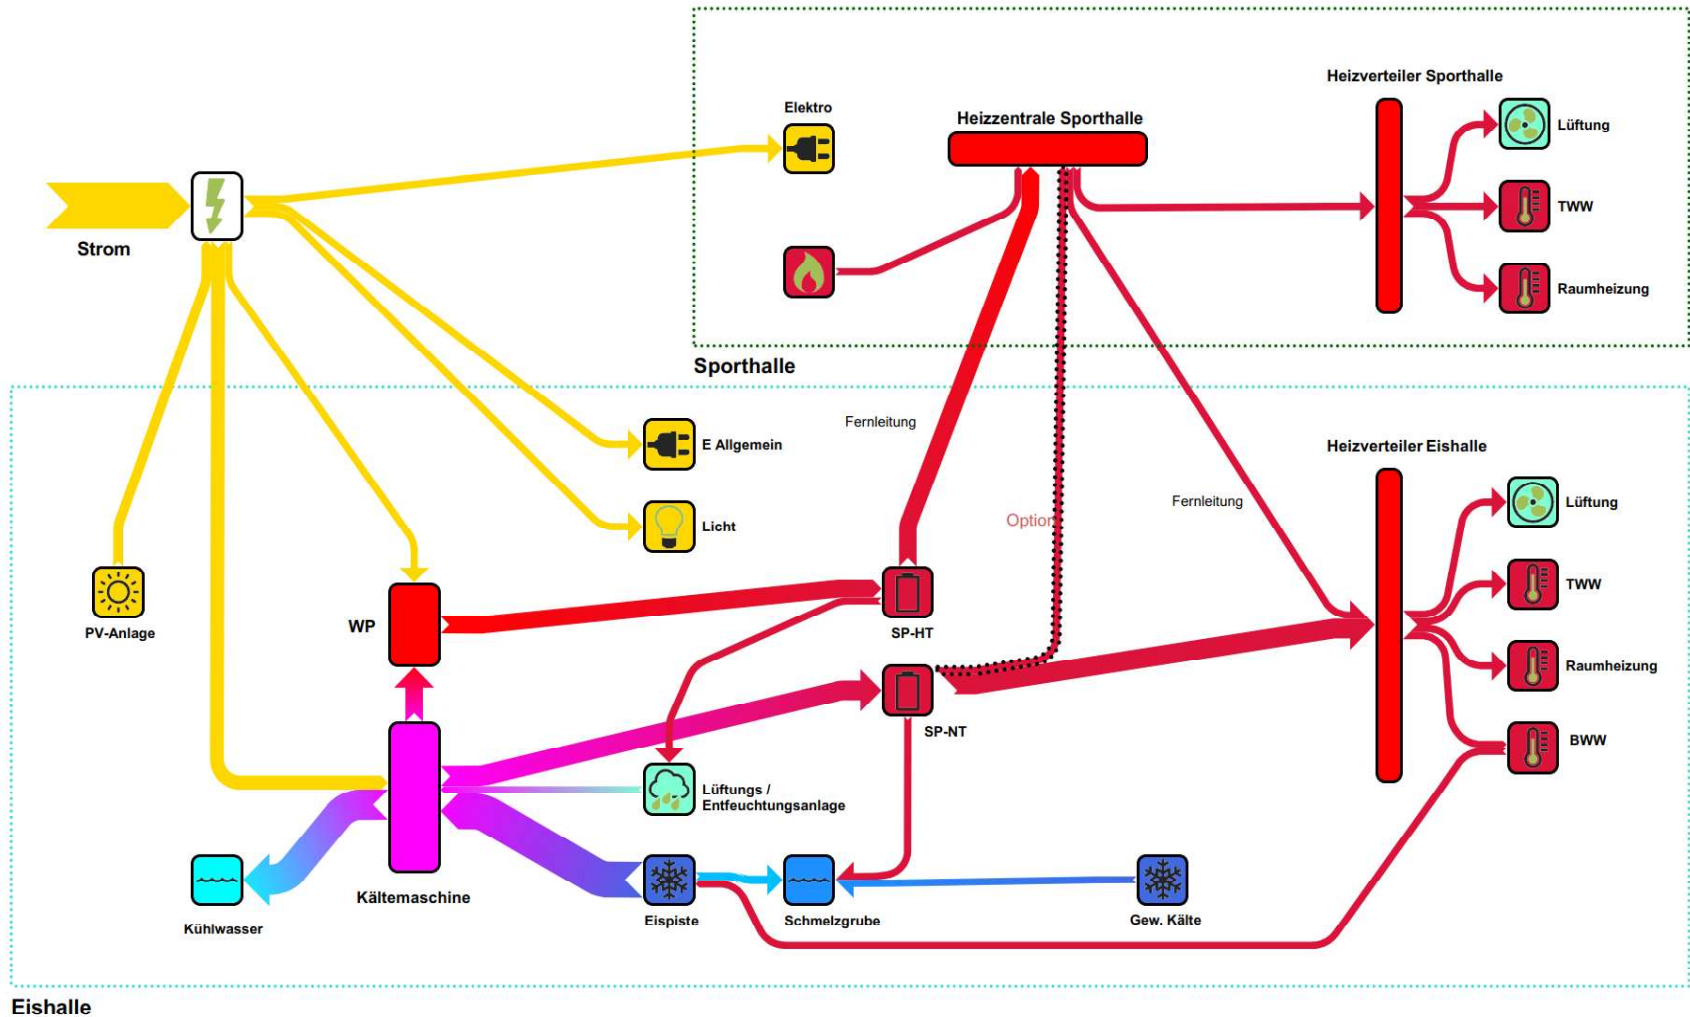 Heizverteiler Sporthalle
Elektro
Heizzentrale Sporthalle
Lüftung
TWW
Strom
Raumheizung
Sporthalle
Fernleitung
E Allgemein
Heizverteiler Eishalle
Fernleitung
Lüftung
Option
Licht
TWW
PV-Anlage
WP
SP-HT
Raumheizung
SP-NT
BWW
Lüftungs /
Entfeuchtungsanlage
Kältemaschine
Kühlwasser
Eispiste
Schmelzgrube
Gew. Kälte
Eishalle